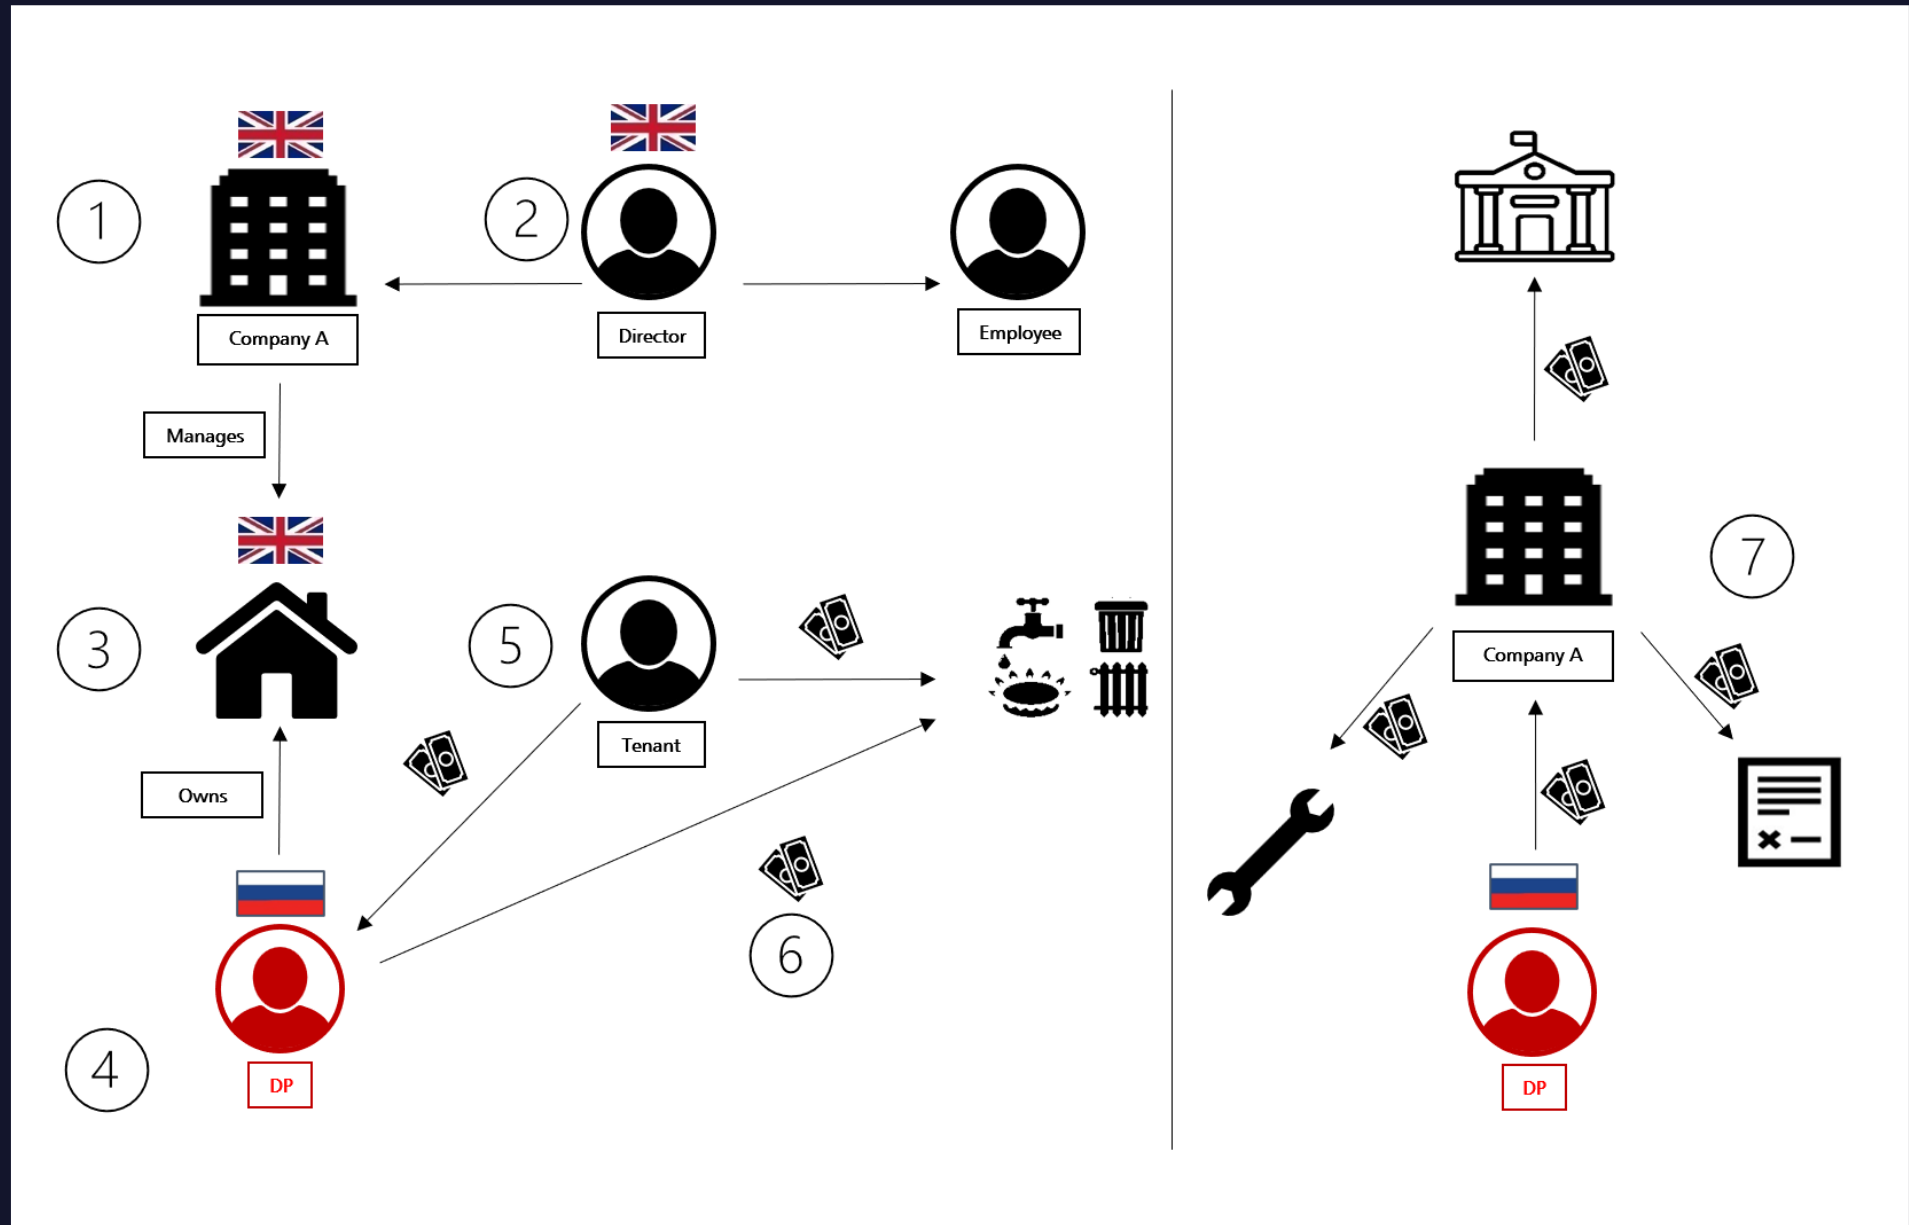 1
2
Company A
Director
Employee
Manages
3
5
7
Company A
Tenant
Owns
6
4
DP
DP